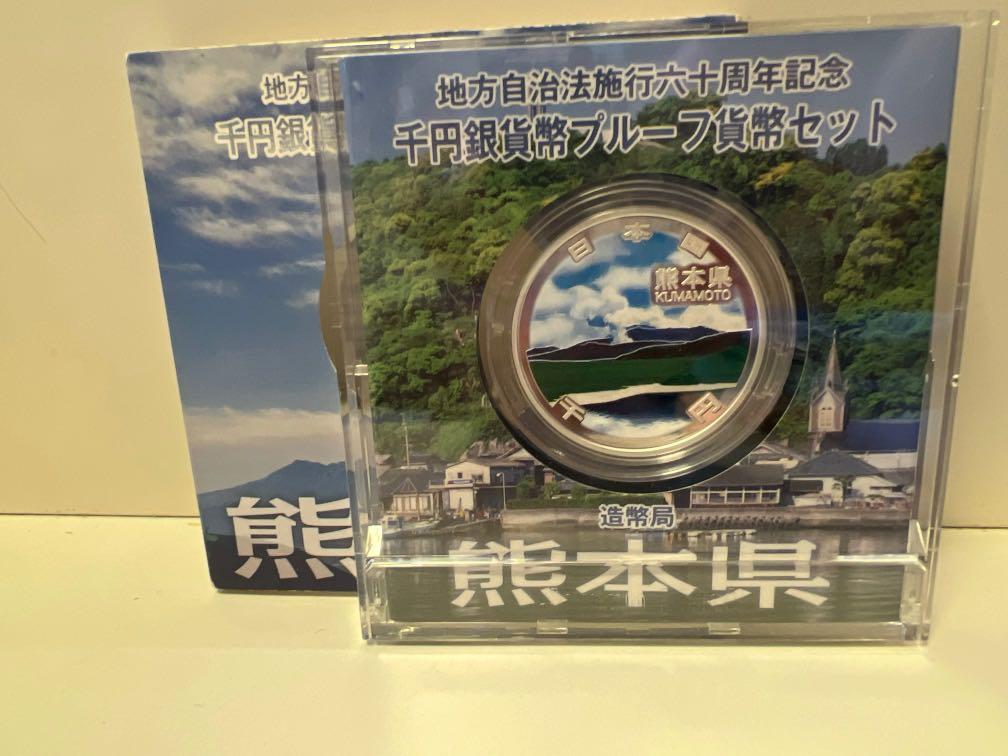 地方自治法施行六十周年記念
千円銀貨幣プルーフ貨幣セット
日本国
熊本県
KUMAMOTO
千円
造幣局
熊本県
地方
千円銀貨
熊